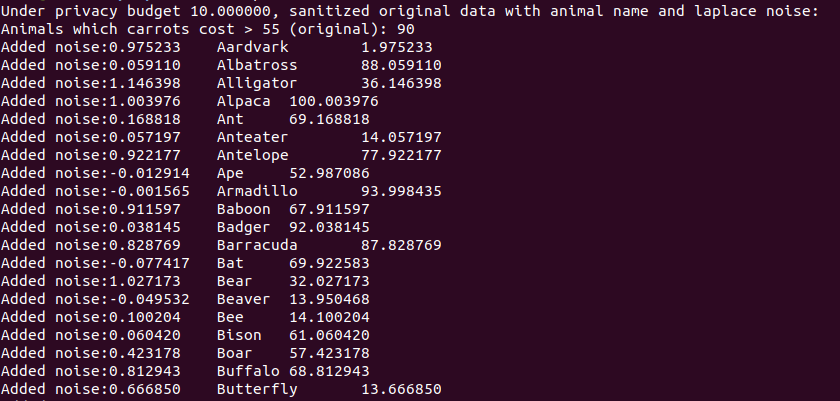 Under privacy budget 10.000000, sanitized original data with animal name and laplace noise:
Animals which carrots cost > 55 (original): 90
Added noise:0.975233 Aardvark 1.975233
Added noise:0.059110 Albatross 88.059110
Added noise:1.146398 Alligator 36.146398
Added noise:1.003976 Alpaca 100.003976
Added noise:0.168818 Ant 69.168818
Added noise:0.057197 Anteater 14.057197
Added noise:0.922177 Antelope 77.922177
Added noise:-0.012914 Ape 52.987086
Added noise:-0.001565 Armadillo 93.998435
Added noise:0.911597 Baboon 67.911597
Added noise:0.038145 Badger 92.038145
Added noise:0.828769 Barracuda 87.828769
Added noise:-0.077417 Bat 69.922583
Added noise:1.027173 Bear 32.027173
Added noise:-0.049532 Beaver 13.950468
Added noise:0.100204 Bee 14.100204
Added noise:0.060420 Bison 61.060420
Added noise:0.423178 Boar 57.423178
Added noise:0.812943 Buffalo 68.812943
Added noise:0.666850 Butterfly 13.666850